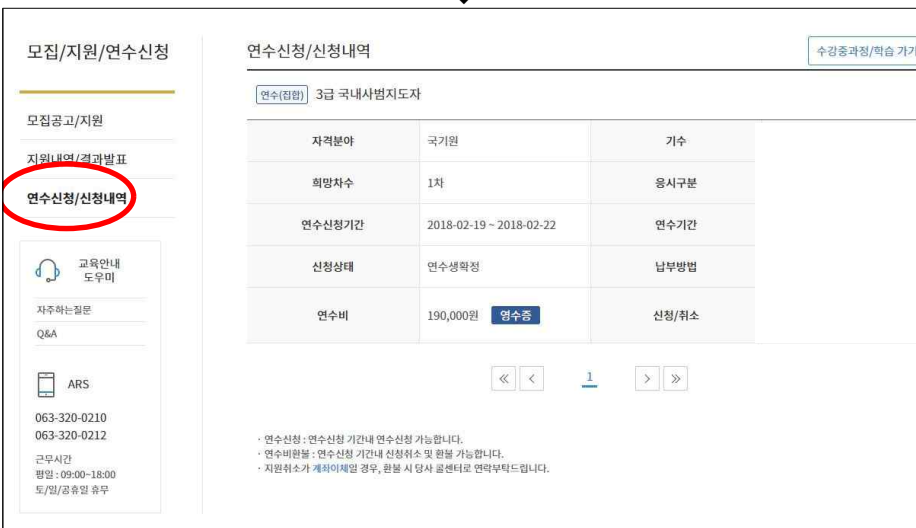 모집/지원/연수신청
모집공고/지원
지원내역/결과발표
연수신청/신청내역
교육안내
도우미
자주하는질문
Q&A
ARS
063-320-0210
063-320-0212
근무시간
평일 : 09:00~18:00
토/일/공휴일 휴무
연수신청/신청내역
수강중과정/학습 가기
연수(집합) 3급 국내사범지도자
자격분야 국기원 기수
희망차수 1차 응시구분
연수신청기간 2018-02-19 ~ 2018-02-22 연수기간
신청상태 연수생확정 납부방법
연수비 190,000원 영수증 신청/취소
« < 1 > »
· 연수신청 : 연수신청 기간내 연수신청 가능합니다.
· 연수비환불 : 연수신청 기간내 신청취소 및 환불 가능합니다.
· 지원취소가 계좌이체일 경우, 환불 시 당사 콜센터로 연락부탁드립니다.